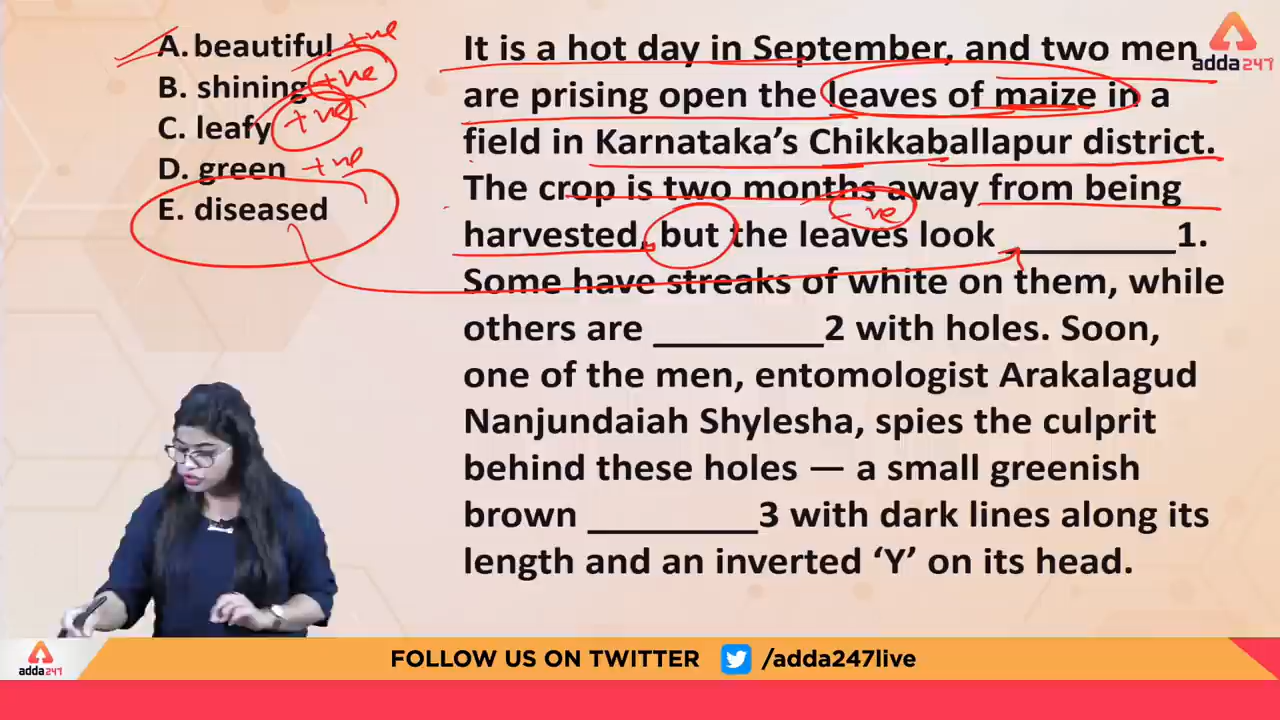 A. beautiful +ve
B. shining +ve
C. leafy +ve
D. green +ve
E. diseased
It is a hot day in September, and two men
are prising open the leaves of maize in a
field in Karnataka’s Chikkaballapur district.
The crop is two months away from being
-ve
harvested, but the leaves look _________1.
Some have streaks of white on them, while
others are _________2 with holes. Soon,
one of the men, entomologist Arakalagud
Nanjundaiah Shylesha, spies the culprit
behind these holes — a small greenish
brown _________3 with dark lines along its
length and an inverted ‘Y’ on its head.
adda247
adda247
FOLLOW US ON TWITTER /adda247live